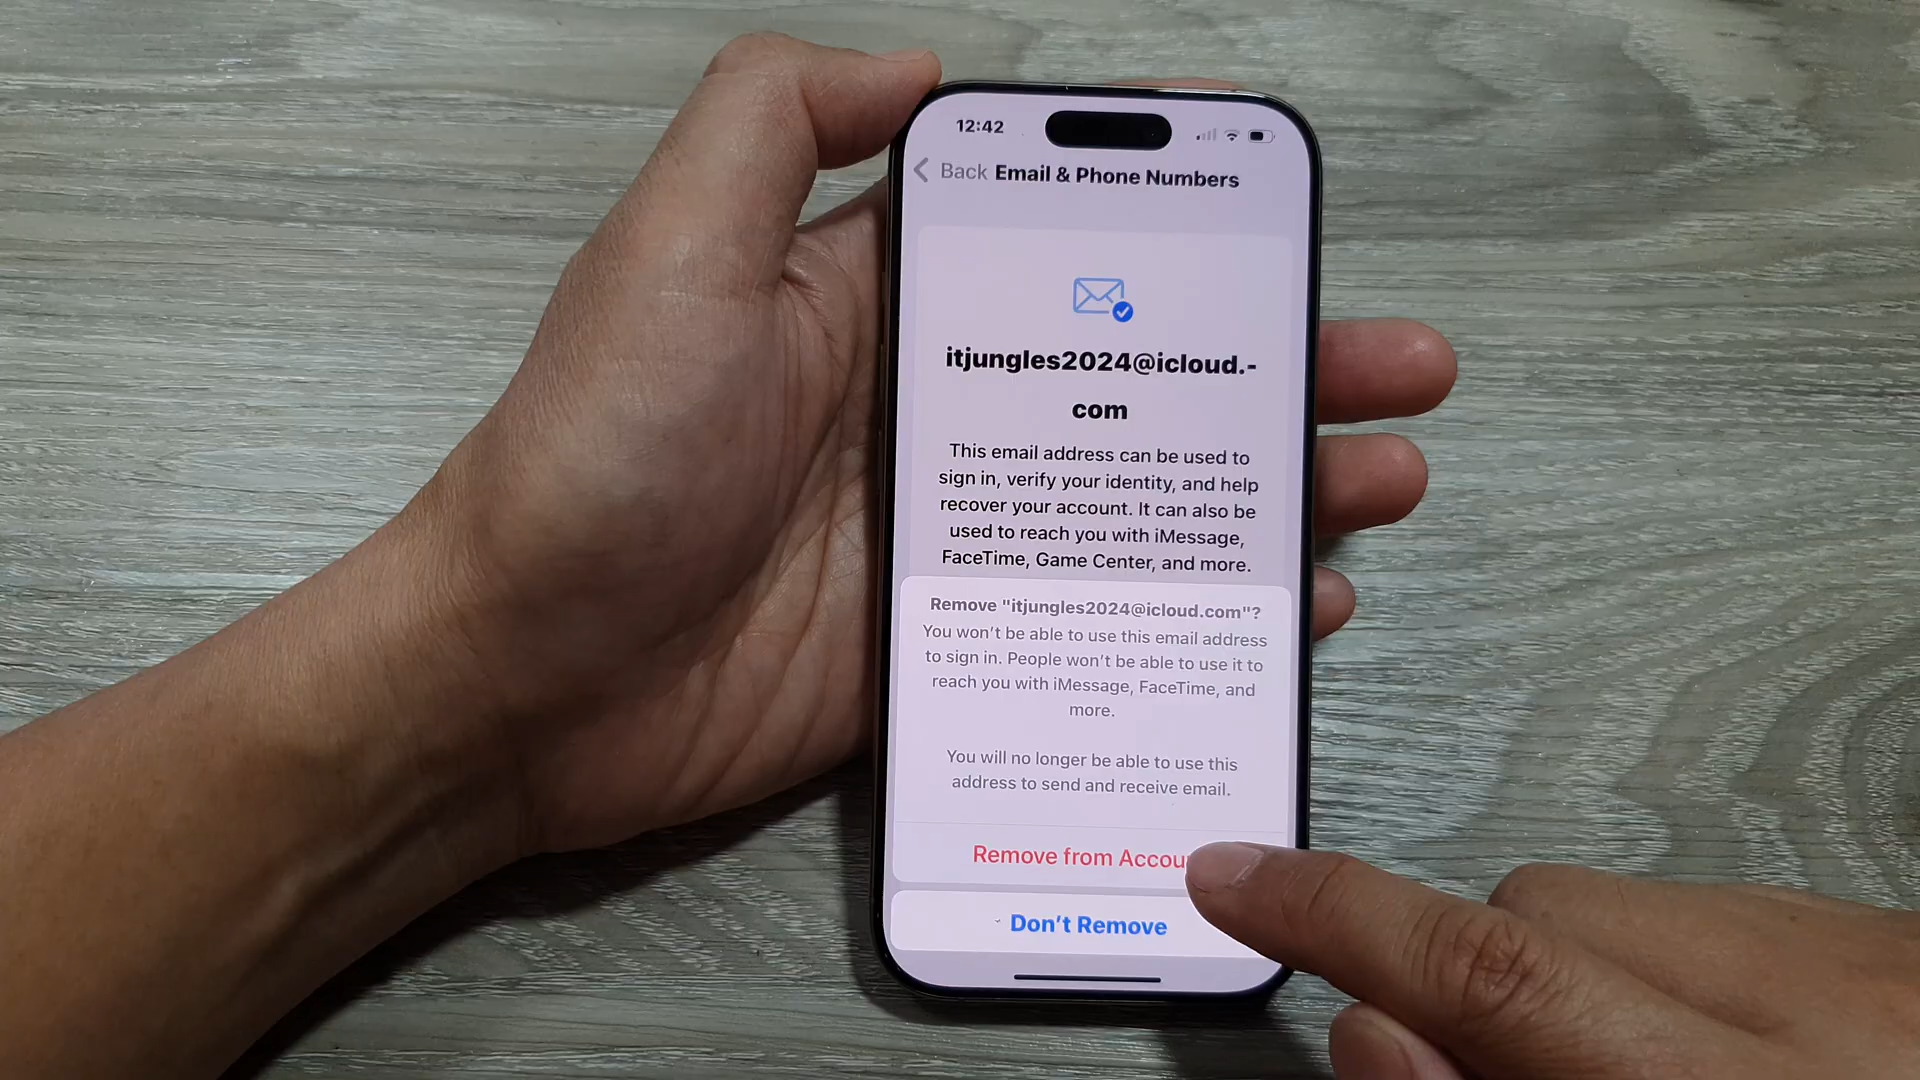 12:42
Back Email & Phone Numbers
itjungles2024@icloud.-
com
This email address can be used to
sign in, verify your identity, and help
recover your account. It can also be
used to reach you with iMessage,
FaceTime, Game Center, and more.
Remove "itjungles2024@icloud.com"?
You won't be able to use this email address
to sign in. People won't be able to use it to
reach you with iMessage, FaceTime, and
more.
You will no longer be able to use this
address to send and receive email.
Remove from Accou
Don't Remove